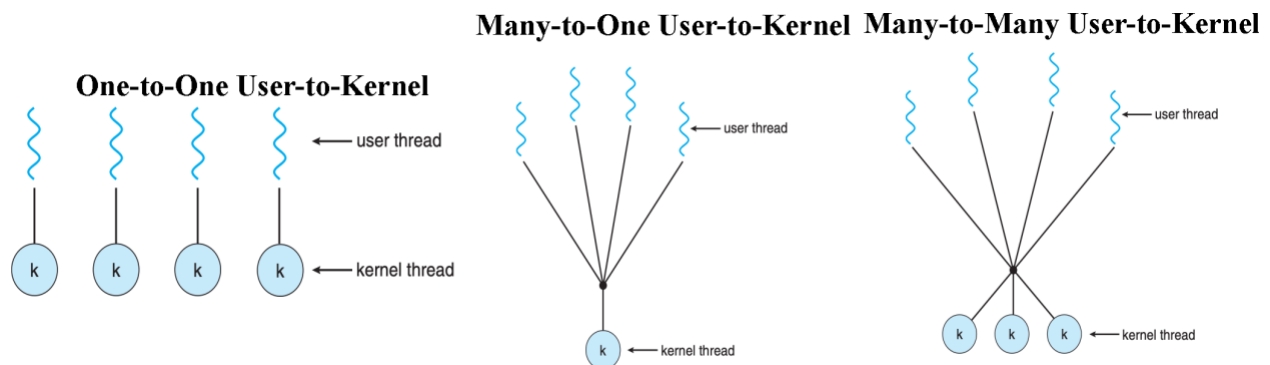 One-to-One User-to-Kernel
user thread
k k k k
kernel thread
Many-to-One User-to-Kernel
user thread
k
kernel thread
Many-to-Many User-to-Kernel
user thread
k k k
kernel thread